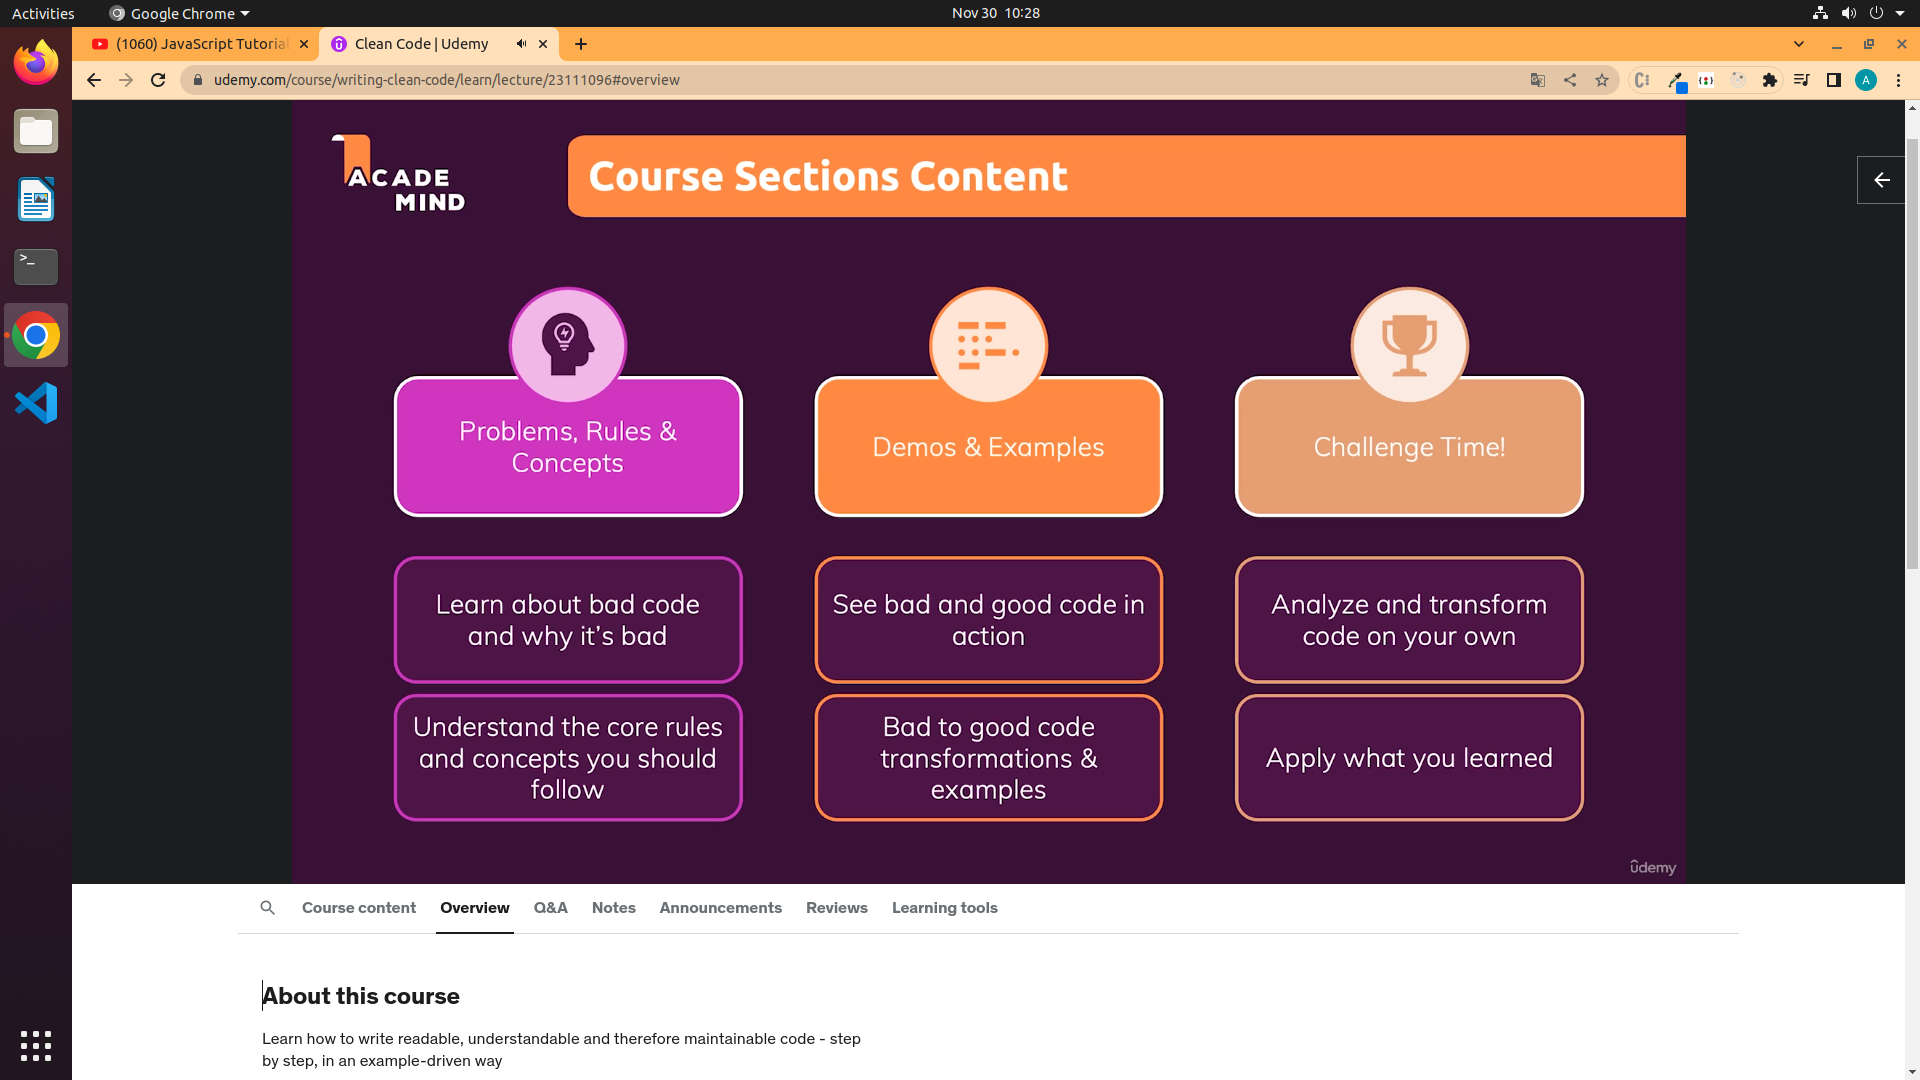 Activities
Google Chrome
Nov 30 10:28
(1060) JavaScript Tutorial
Clean Code | Udemy
udemy.com/course/writing-clean-code/learn/lecture/23111096#overview
A
ACADE
MIND
Course Sections Content
Problems, Rules &
Concepts
Demos & Examples
Challenge Time!
Learn about bad code
and why it’s bad
See bad and good code in
action
Analyze and transform
code on your own
Understand the core rules
and concepts you should
follow
Bad to good code
transformations &
examples
Apply what you learned
ûdemy
Course content
Overview
Q&A
Notes
Announcements
Reviews
Learning tools
About this course
Learn how to write readable, understandable and therefore maintainable code - step
by step, in an example-driven way